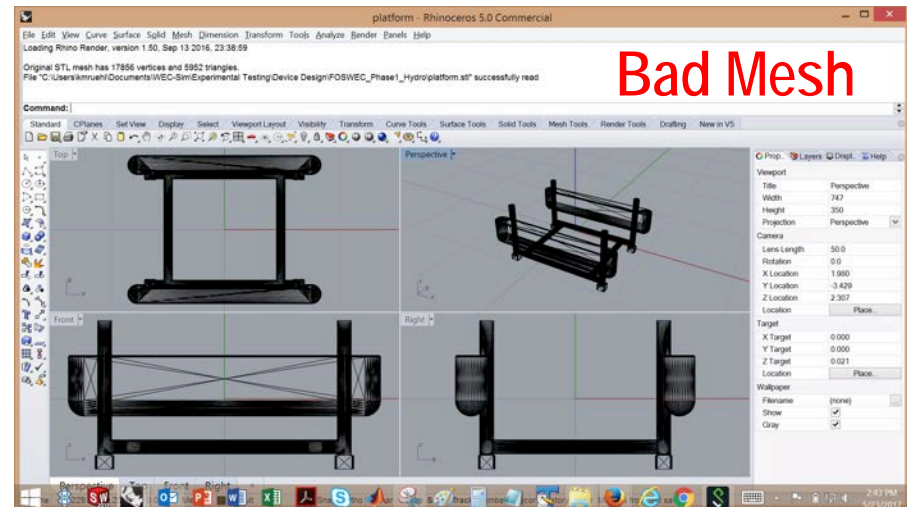 platform - Rhinoceros 5.0 Commercial
File Edit View Curve Surface Solid Mesh Dimension Transform Tools Analyze Render Panels Help
Loading Rhino Render, version 1.50, Sep 13 2016, 23:38:59
Original STL mesh has 17856 vertices and 5952 triangles.
File "C:\Users\kmruehl\Documents\WEC-Sim\Experimental Testing\Device Design\FOSWEC_Phase1_Hydro\platform.stl" successfully read
Bad Mesh
Command:
Standard CPlanes Set View Display Select Viewport Layout Visibility Transform Curve Tools Surface Tools Solid Tools Mesh Tools Render Tools Drafting New in V5
Top
Perspective
Front
Right
Prop... Layers Displ... Help
Viewport
Title Perspective
Width 747
Height 350
Projection Perspective
Camera
Lens Length 50.0
Rotation 0.0
X Location 1.980
Y Location -3.429
Z Location 2.307
Location Place...
Target
X Target 0.000
Y Target 0.000
Z Target 0.021
Location Place...
Wallpaper
Filename (none)
Show
Gray
Perspective Top Front Right
2:43 PM
5/23/2017